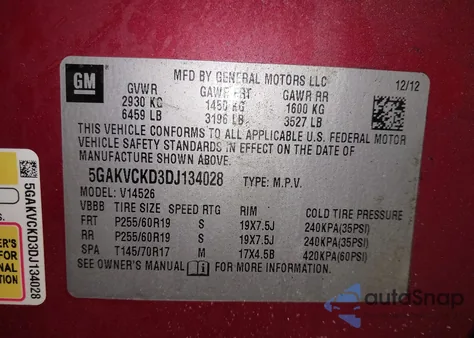 GM
MFD BY GENERAL MOTORS LLC
12/12
GVWR GAWR FRT GAWR RR
2930 KG 1450 KG 1600 KG
6459 LB 3196 LB 3527 LB
THIS VEHICLE CONFORMS TO ALL APPLICABLE U.S. FEDERAL MOTOR
VEHICLE SAFETY STANDARDS IN EFFECT ON THE DATE OF
MANUFACTURE SHOWN ABOVE.
5GAKVCKD3DJ134028 TYPE: M.P.V.
MODEL: V14526
VBBB TIRE SIZE SPEED RTG RIM COLD TIRE PRESSURE
FRT P255/60R19 S 19X7.5J 240KPA(35PSI)
RR P255/60R19 S 19X7.5J 240KPA(35PSI)
SPA T145/70R17 M 17X4.5B 420KPA(60PSI)
SEE OWNER'S MANUAL FOR MORE INFORMATION.
5GAKVCKD3DJ134028
ER'S
FOR
NAL
ATION
autoSnap